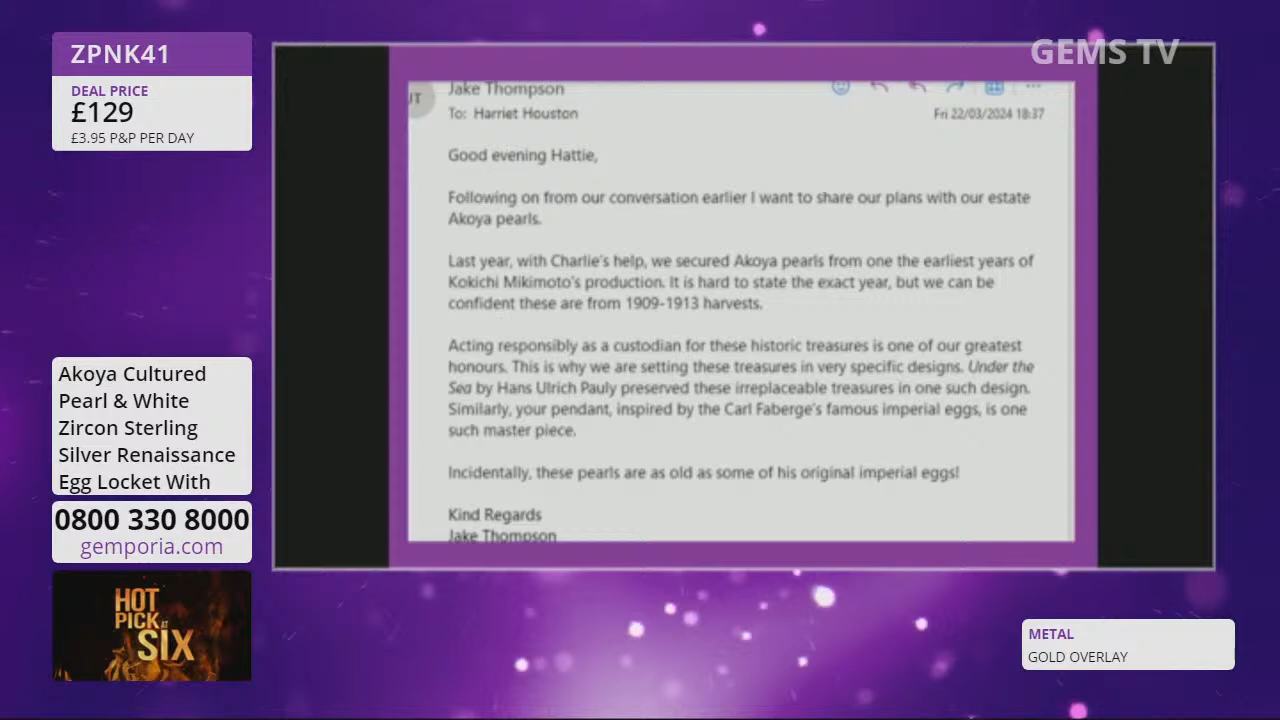 ZPNK41
DEAL PRICE
£129
£3.95 P&P PER DAY
GEMS TV
JT
Jake Thompson
To: Harriet Houston
Fri 22/03/2024 18:37
Good evening Hattie,
Following on from our conversation earlier I want to share our plans with our estate
Akoya pearls.
Last year, with Charlie's help, we secured Akoya pearls from one the earliest years of
Kokichi Mikimoto's production. It is hard to state the exact year, but we can be
confident these are from 1909-1913 harvests.
Acting responsibly as a custodian for these historic treasures is one of our greatest
honours. This is why we are setting these treasures in very specific designs. Under the
Sea by Hans Ulrich Pauly preserved these irreplaceable treasures in one such design.
Similarly, your pendant, inspired by the Carl Faberge's famous imperial eggs, is one
such master piece.
Incidentally, these pearls are as old as some of his original imperial eggs!
Kind Regards
Jake Thompson
Akoya Cultured
Pearl & White
Zircon Sterling
Silver Renaissance
Egg Locket With
0800 330 8000
gemporia.com
HOT
PICK AT
SIX
METAL
GOLD OVERLAY